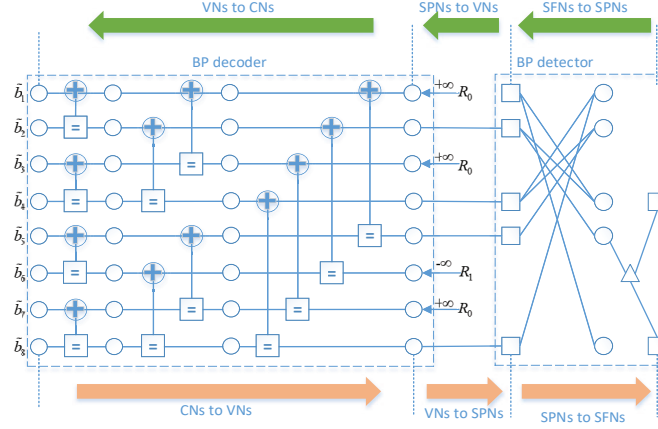 VNs to CNs SPNs to VNs SFNs to SPNs
BP decoder BP detector
b̃₁ +∞ R₀
b̃₂ =
b̃₃ = +∞ R₀
b̃₄ = =
b̃₅ =
b̃₆ = = -∞ R₁
b̃₇ = = +∞ R₀
b̃₈ = = =
CNs to VNs VNs to SPNs SPNs to SFNs